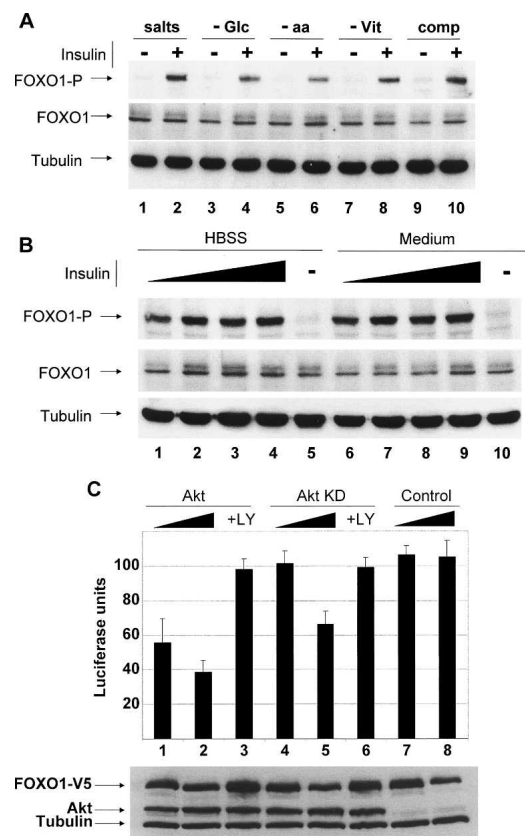 A
salts - Glc - aa - Vit comp
Insulin - + - + - + - + - +
FOXO1-P
FOXO1
Tubulin
1 2 3 4 5 6 7 8 9 10
B
HBSS Medium
Insulin - -
FOXO1-P
FOXO1
Tubulin
1 2 3 4 5 6 7 8 9 10
C
Akt Akt KD Control
+LY +LY
Luciferase units
100
80
60
40
20
1 2 3 4 5 6 7 8
FOXO1-V5
Akt
Tubulin